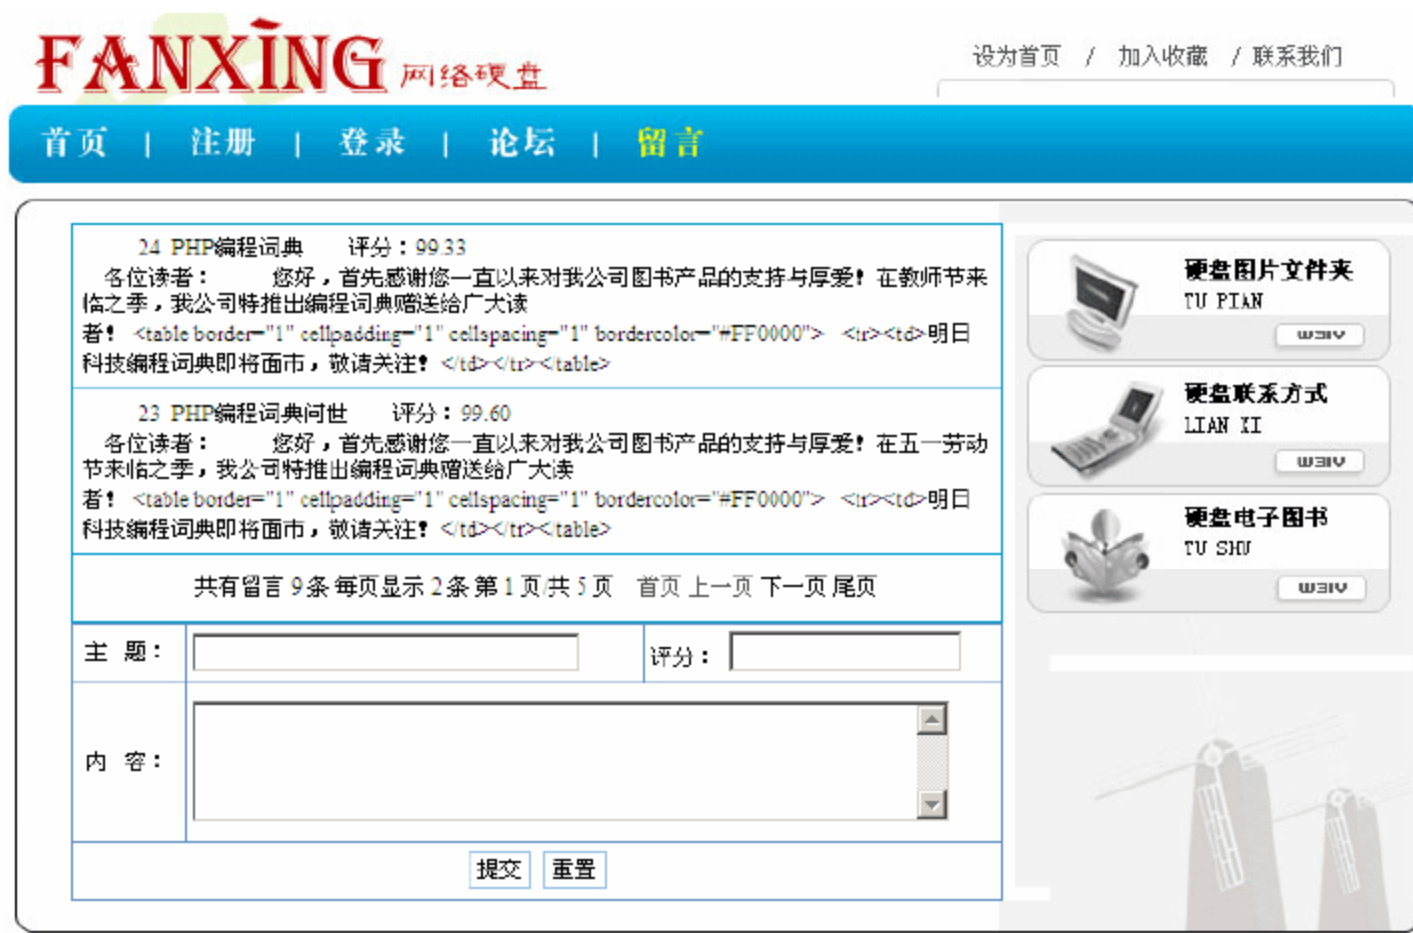 FANXING 网络硬盘
设为首页 / 加入收藏 / 联系我们
首页 | 注册 | 登录 | 论坛 | 留言
24 PHP编程词典 评分：99.33
各位读者： 您好，首先感谢您一直以来对我公司图书产品的支持与厚爱！在教师节来
临之季，我公司特推出编程词典赠送给广大读
者！ <table border="1" cellpadding="1" cellspacing="1" bordercolor="#FF0000"> <tr><td>明日
科技编程词典即将面市，敬请关注！</td></tr></table>
23 PHP编程词典问世 评分：99.60
各位读者： 您好，首先感谢您一直以来对我公司图书产品的支持与厚爱！在五一劳动
节来临之季，我公司特推出编程词典赠送给广大读
者！ <table border="1" cellpadding="1" cellspacing="1" bordercolor="#FF0000"> <tr><td>明日
科技编程词典即将面市，敬请关注！</td></tr></table>
共有留言 9条 每页显示 2条 第 1 页/共 5 页 首页 上一页 下一页 尾页
主 题：
评分：
内 容：
提交 重置
硬盘图片文件夹
TU PIAN
VIEW
硬盘联系方式
LIAN XI
VIEW
硬盘电子图书
TU SHU
VIEW